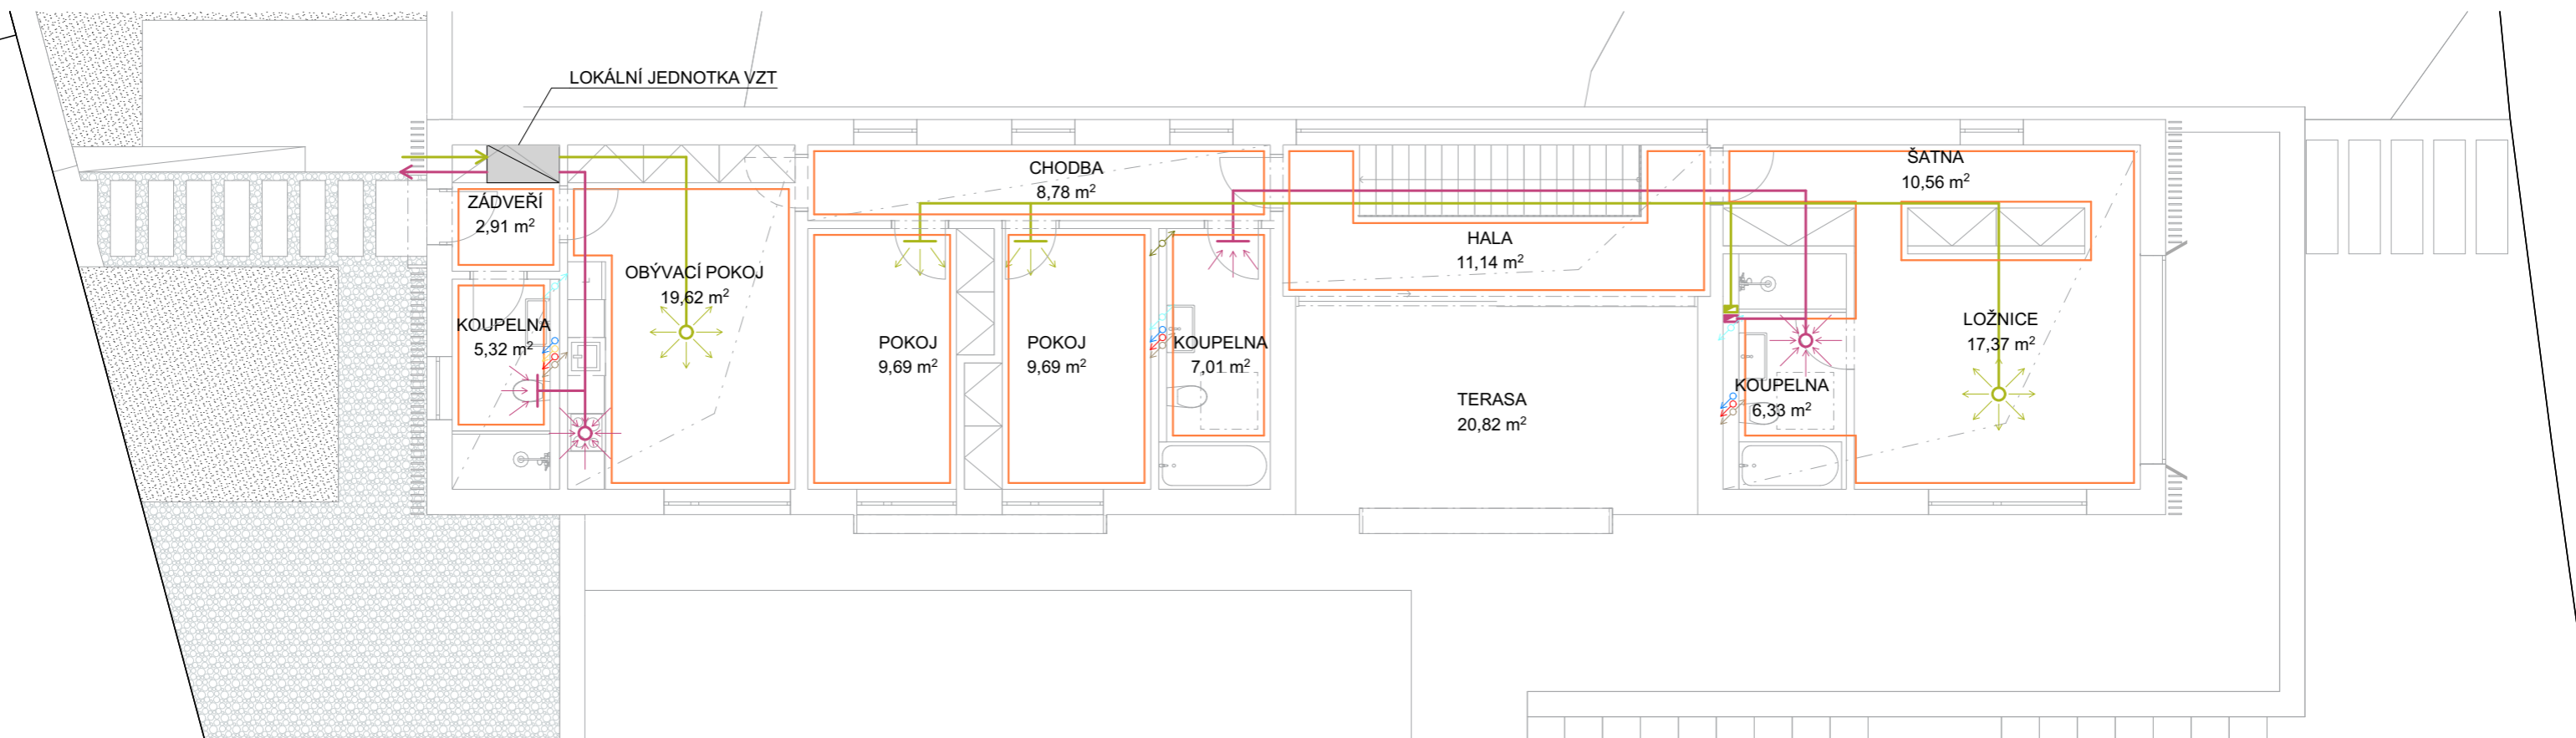 LOKÁLNÍ JEDNOTKA VZT
ZÁDVEŘÍ
2,91 m²
KOUPELNA
5,32 m²
OBÝVACÍ POKOJ
19,62 m²
CHODBA
8,78 m²
POKOJ
9,69 m²
POKOJ
9,69 m²
KOUPELNA
7,01 m²
HALA
11,14 m²
TERASA
20,82 m²
ŠATNA
10,56 m²
LOŽNICE
17,37 m²
KOUPELNA
6,33 m²